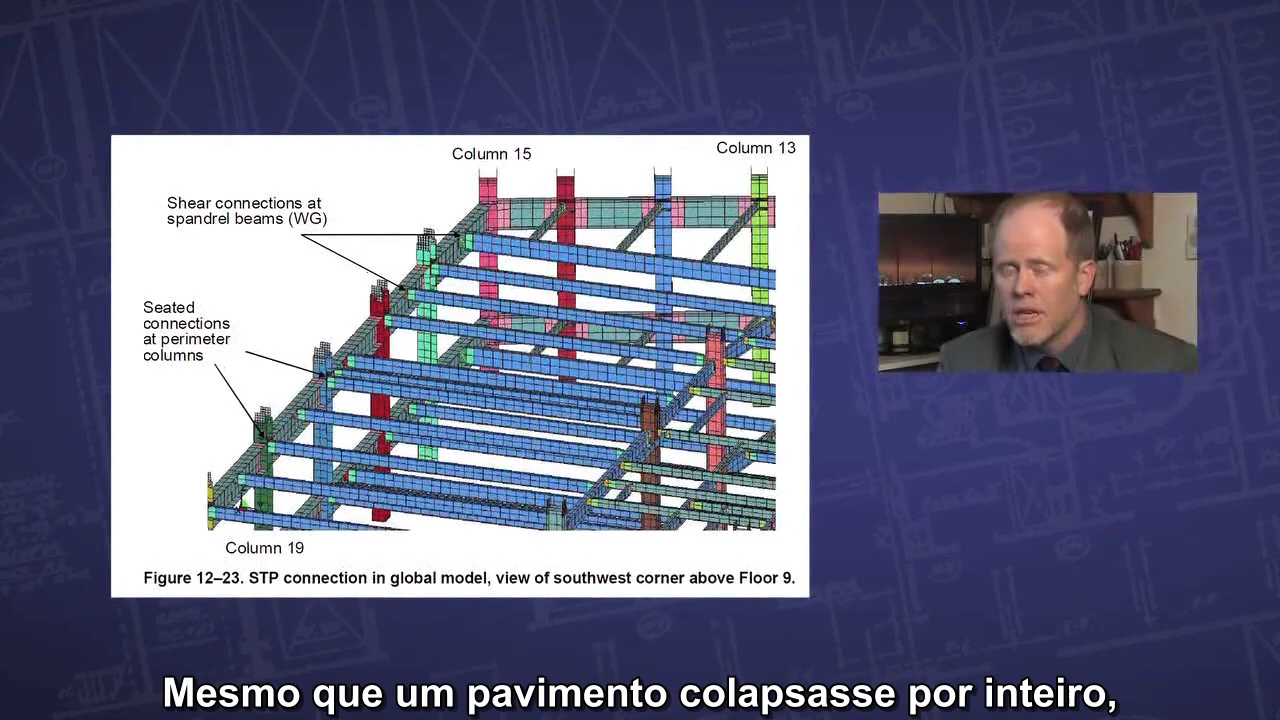 Column 15
Column 13
Shear connections at
spandrel beams (WG)
Seated
connections
at perimeter
columns
Column 19
Figure 12–23. STP connection in global model, view of southwest corner above Floor 9.
Mesmo que um pavimento colapsasse por inteiro,